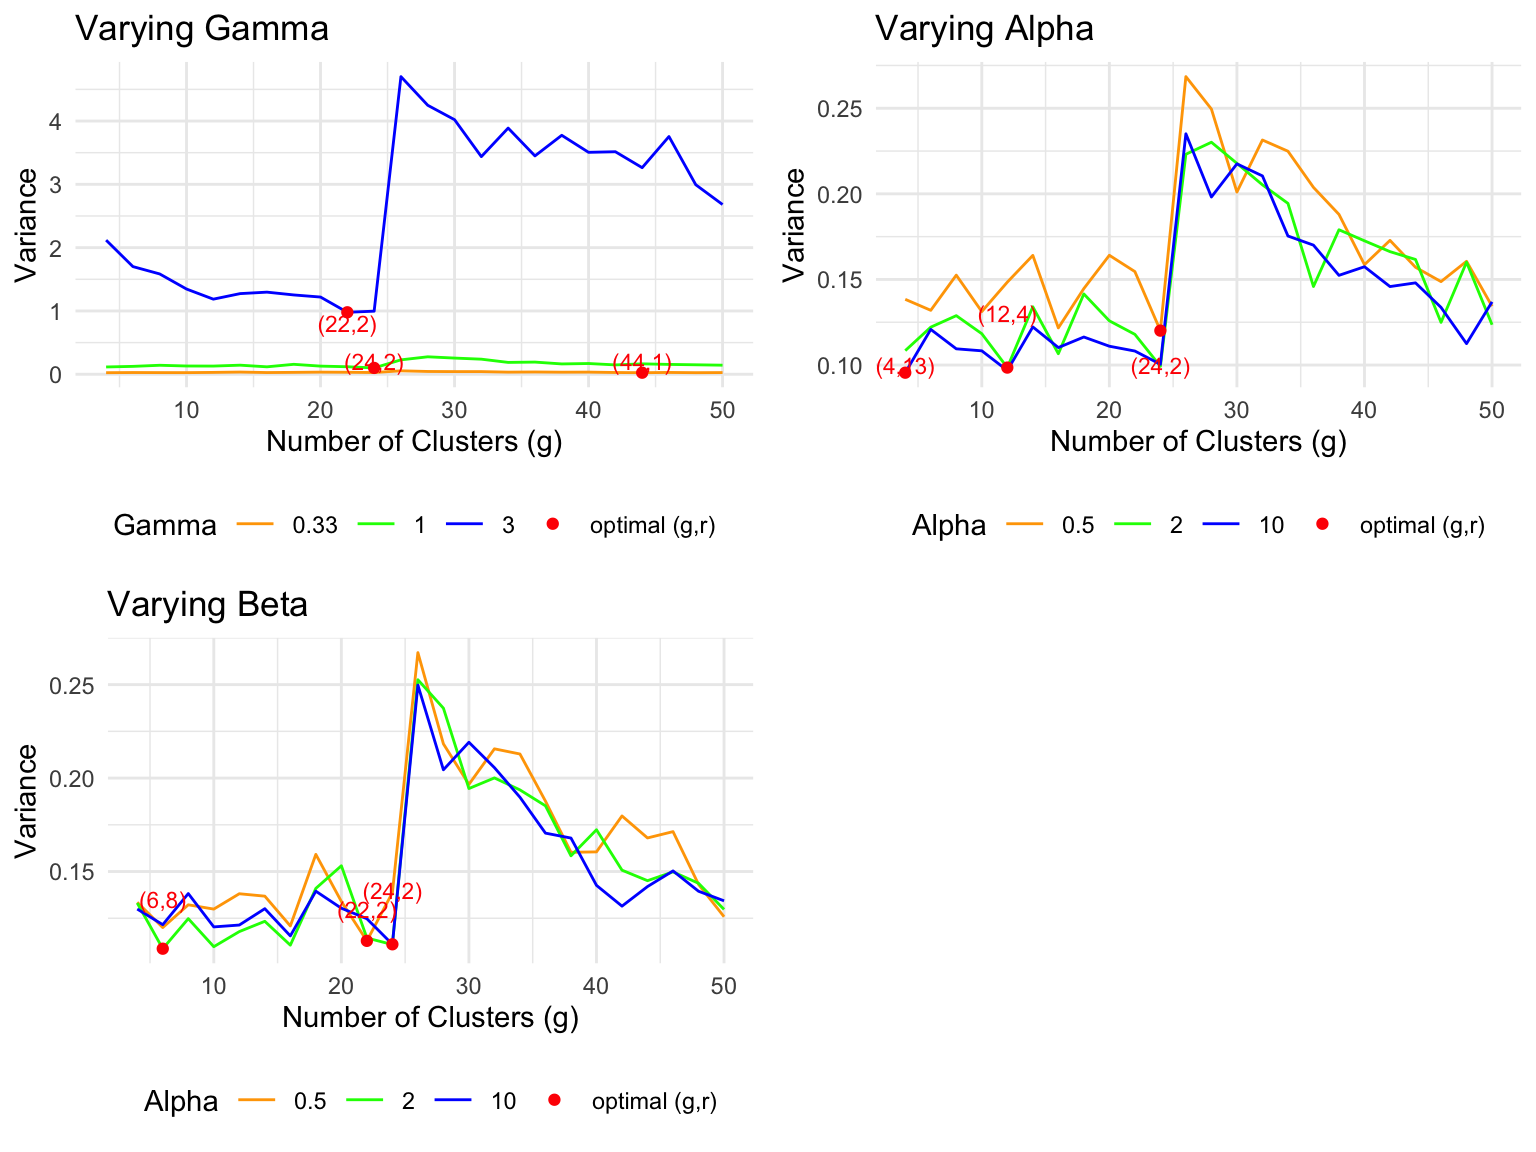 Varying Gamma
Variance
4
3
2
1
0
(22,2)
(24,2)
(44,1)
10 20 30 40 50
Number of Clusters (g)
Gamma 0.33 1 3 optimal (g,r)
Varying Alpha
Variance
0.25
0.20
0.15
0.10
(12,4)
(4,13)
(24,2)
10 20 30 40 50
Number of Clusters (g)
Alpha 0.5 2 10 optimal (g,r)
Varying Beta
Variance
0.25
0.20
0.15
(6,8)
(24,2)
(22,2)
10 20 30 40 50
Number of Clusters (g)
Alpha 0.5 2 10 optimal (g,r)